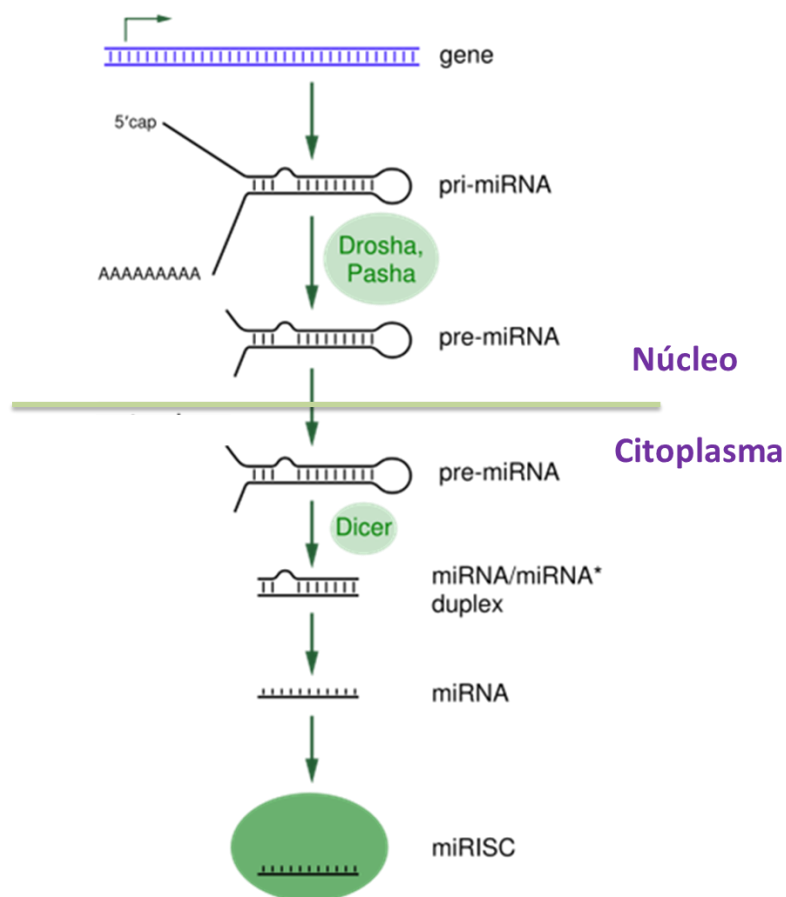 gene
5'cap
pri-miRNA
Drosha,
Pasha
AAAAAAAAA
pre-miRNA
Núcleo
Citoplasma
pre-miRNA
Dicer
miRNA/miRNA*
duplex
miRNA
miRISC